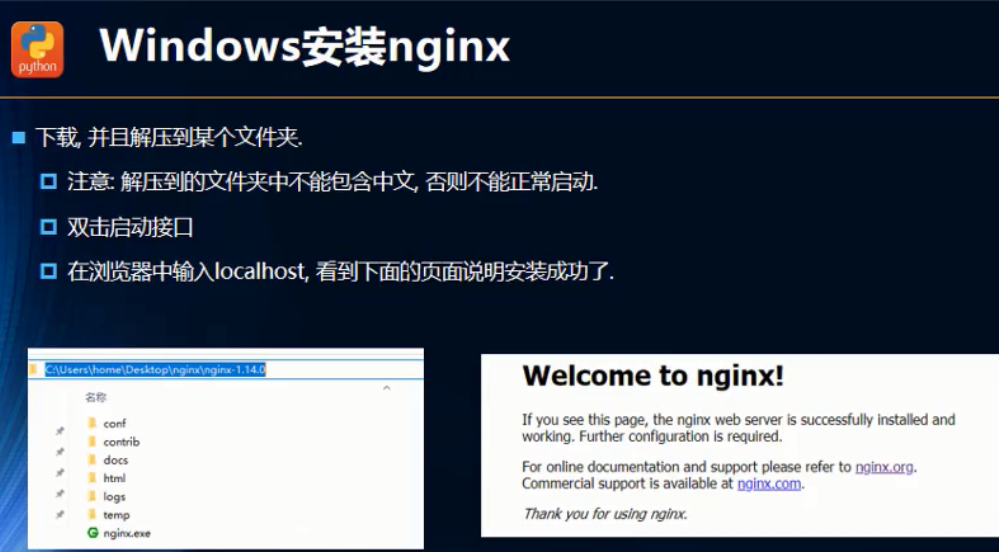 python
Windows安装nginx
下载, 并且解压到某个文件夹.
注意: 解压到的文件夹中不能包含中文, 否则不能正常启动.
双击启动接口
在浏览器中输入localhost, 看到下面的页面说明安装成功了.
C:\Users\home\Desktop\nginx\nginx-1.14.0
名称
conf
contrib
docs
html
logs
temp
nginx.exe
Welcome to nginx!
If you see this page, the nginx web server is successfully installed and
working. Further configuration is required.
For online documentation and support please refer to nginx.org.
Commercial support is available at nginx.com.
Thank you for using nginx.